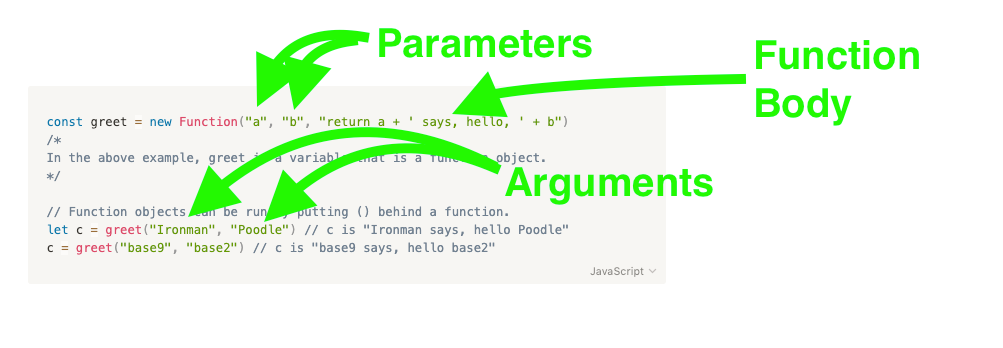 Parameters
Function
Body
const greet = new Function("a", "b", "return a + ' says, hello, ' + b")
/*
In the above example, greet is a variable that is a function object.
*/
Arguments
// Function objects can be run by putting () behind a function.
let c = greet("Ironman", "Poodle") // c is "Ironman says, hello Poodle"
c = greet("base9", "base2") // c is "base9 says, hello base2"
JavaScript